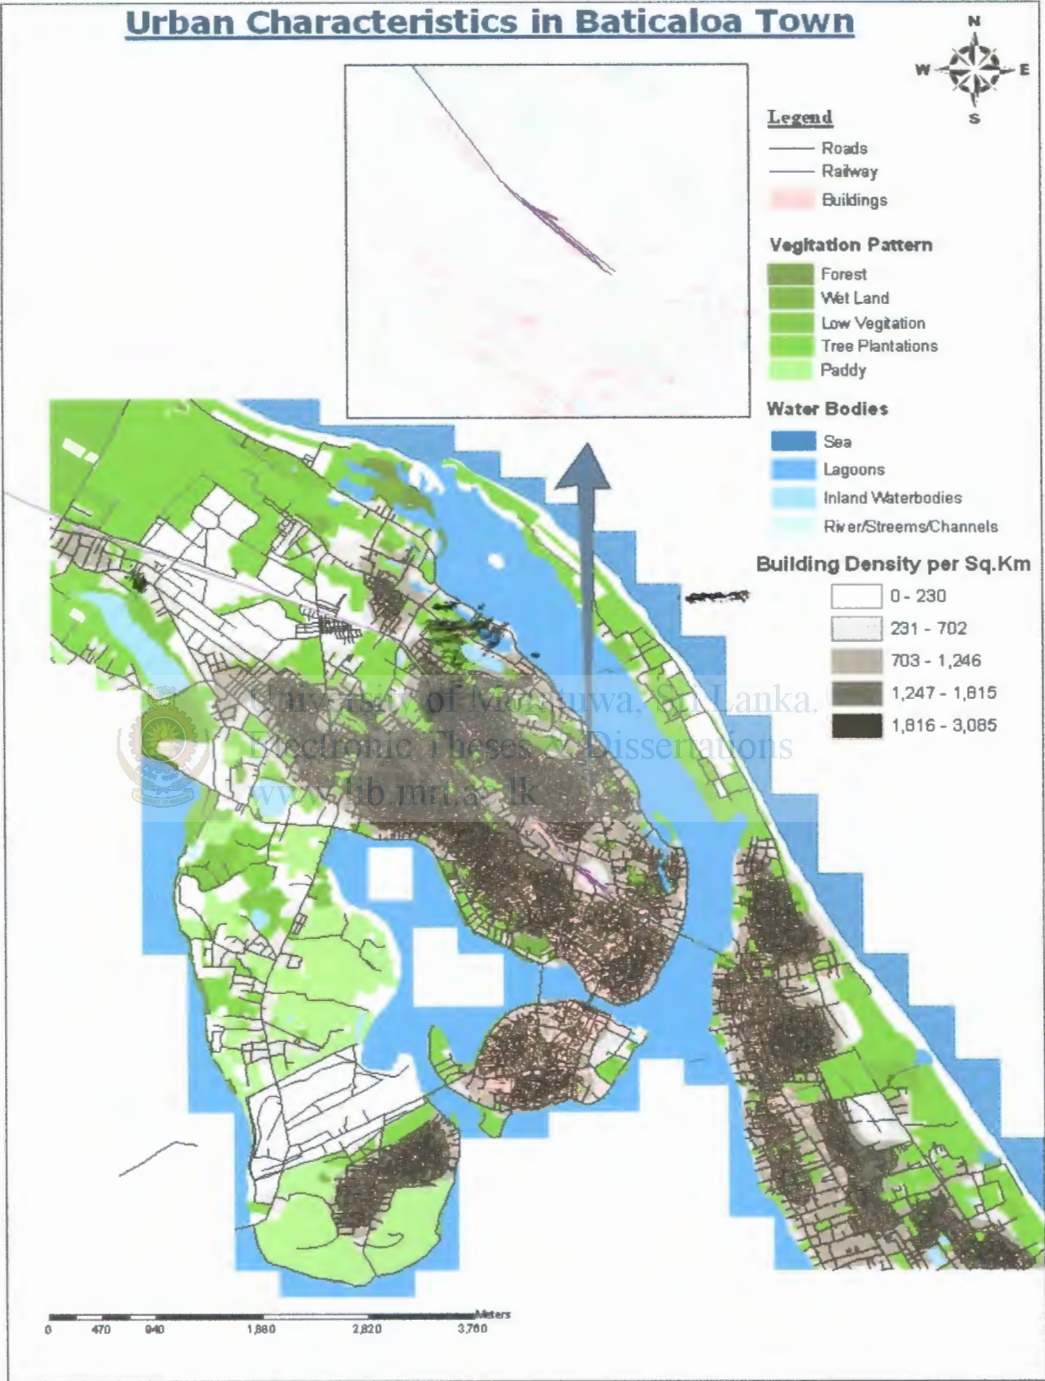 Urban Characteristics in Baticaloa Town
N
W E
S
Legend
Roads
Railway
Buildings
Vegitation Pattern
Forest
Wet Land
Low Vegitation
Tree Plantations
Paddy
Water Bodies
Sea
Lagoons
Inland Waterbodies
River/Streems/Channels
Building Density per Sq.Km
0 - 230
231 - 702
703 - 1,246
1,247 - 1,815
1,816 - 3,085
University of Moratuwa, Sri Lanka.
Electronic Theses & Dissertations
www.lib.mrt.ac.lk
Meters
0 470 940 1,880 2,820 3,760